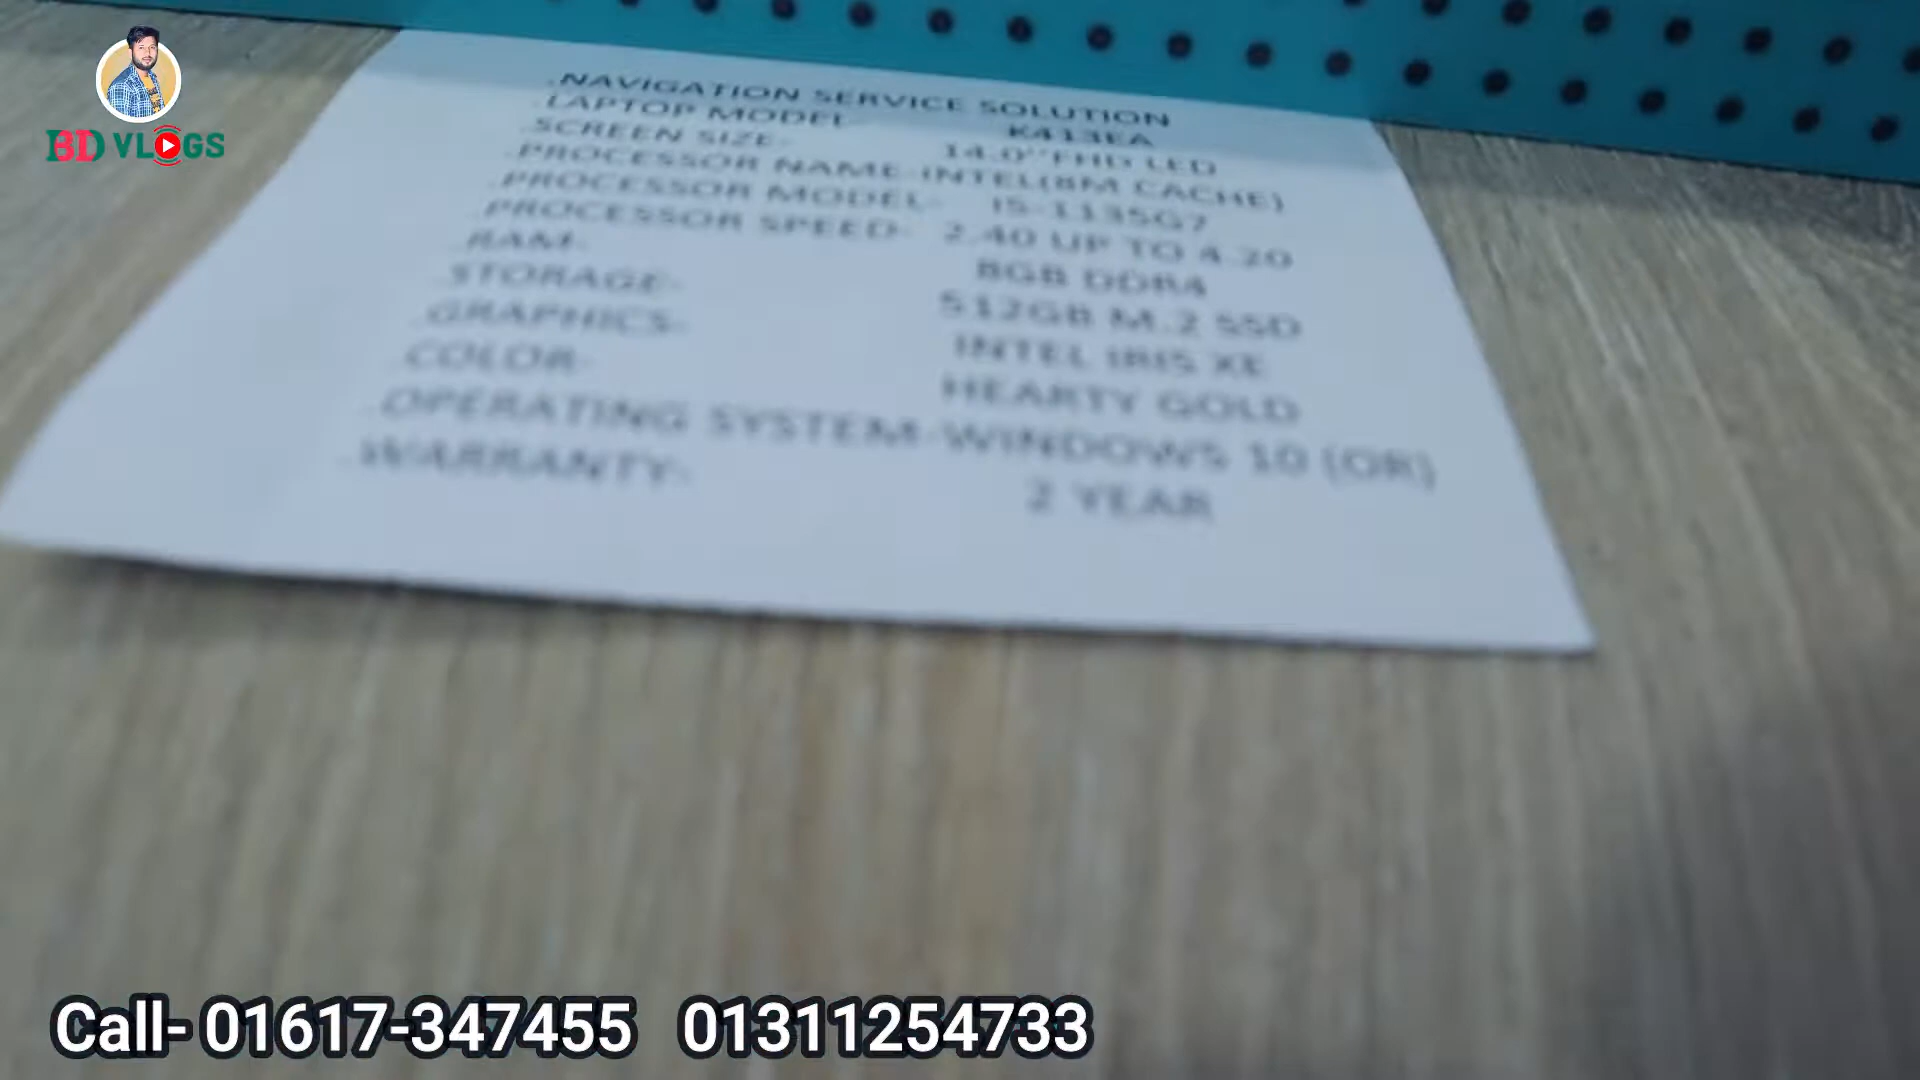 BD VLOGS
.NAVIGATION SERVICE SOLUTION
.LAPTOP MODEL- K413EA
.SCREEN SIZE- 14.0"FHD LED
.PROCESSOR NAME-INTEL(8M CACHE)
.PROCESSOR MODEL- I5-1135G7
.PROCESSOR SPEED- 2.40 UP TO 4.20
.RAM- 8GB DDR4
.STORAGE- 512GB M.2 SSD
.GRAPHICS- INTEL IRIS XE
.COLOR- HEARTY GOLD
.OPERATING SYSTEM-WINDOWS 10 (OR)
.WARRANTY- 2 YEAR
Call- 01617-347455 01311254733